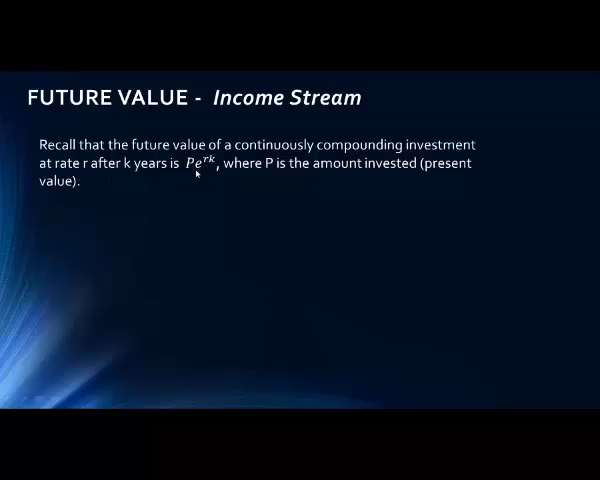 FUTURE VALUE - Income Stream
Recall that the future value of a continuously compounding investment
at rate r after k years is $Pe^{rk}$, where P is the amount invested (present
value).